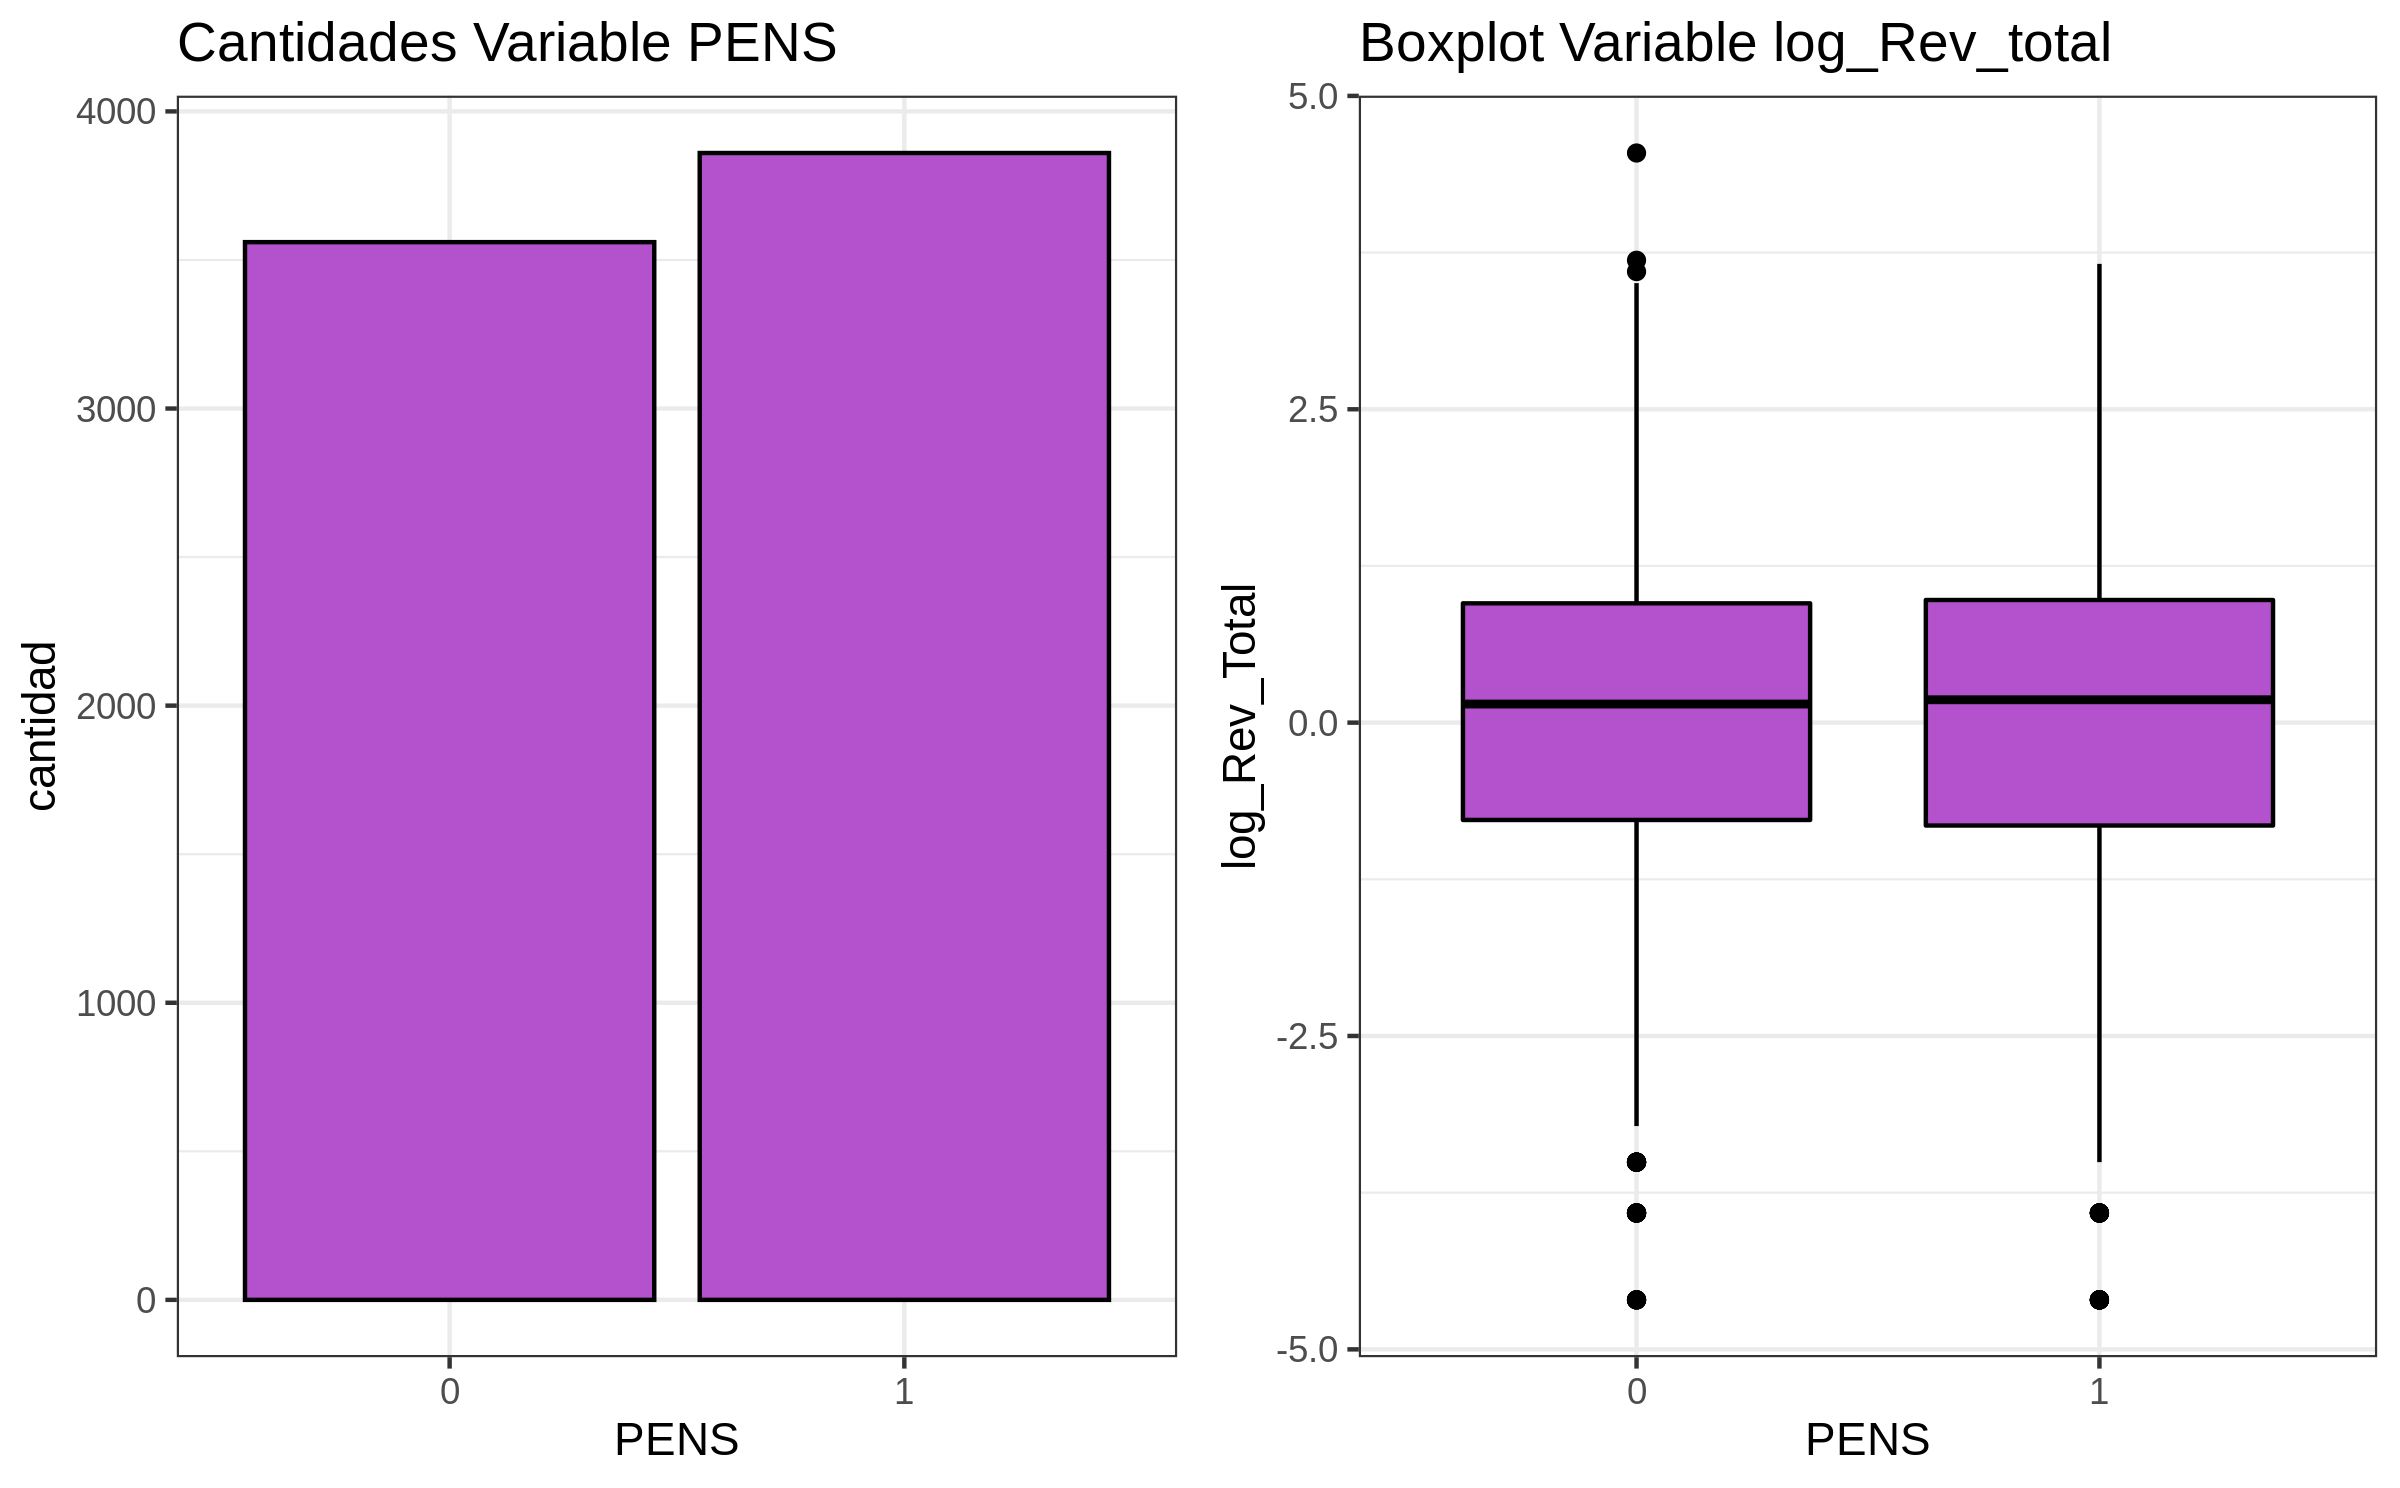 Cantidades Variable PENS
4000
3000
2000
1000
0
cantidad
0 1
PENS
Boxplot Variable log_Rev_total
5.0
2.5
0.0
-2.5
-5.0
log_Rev_Total
0 1
PENS